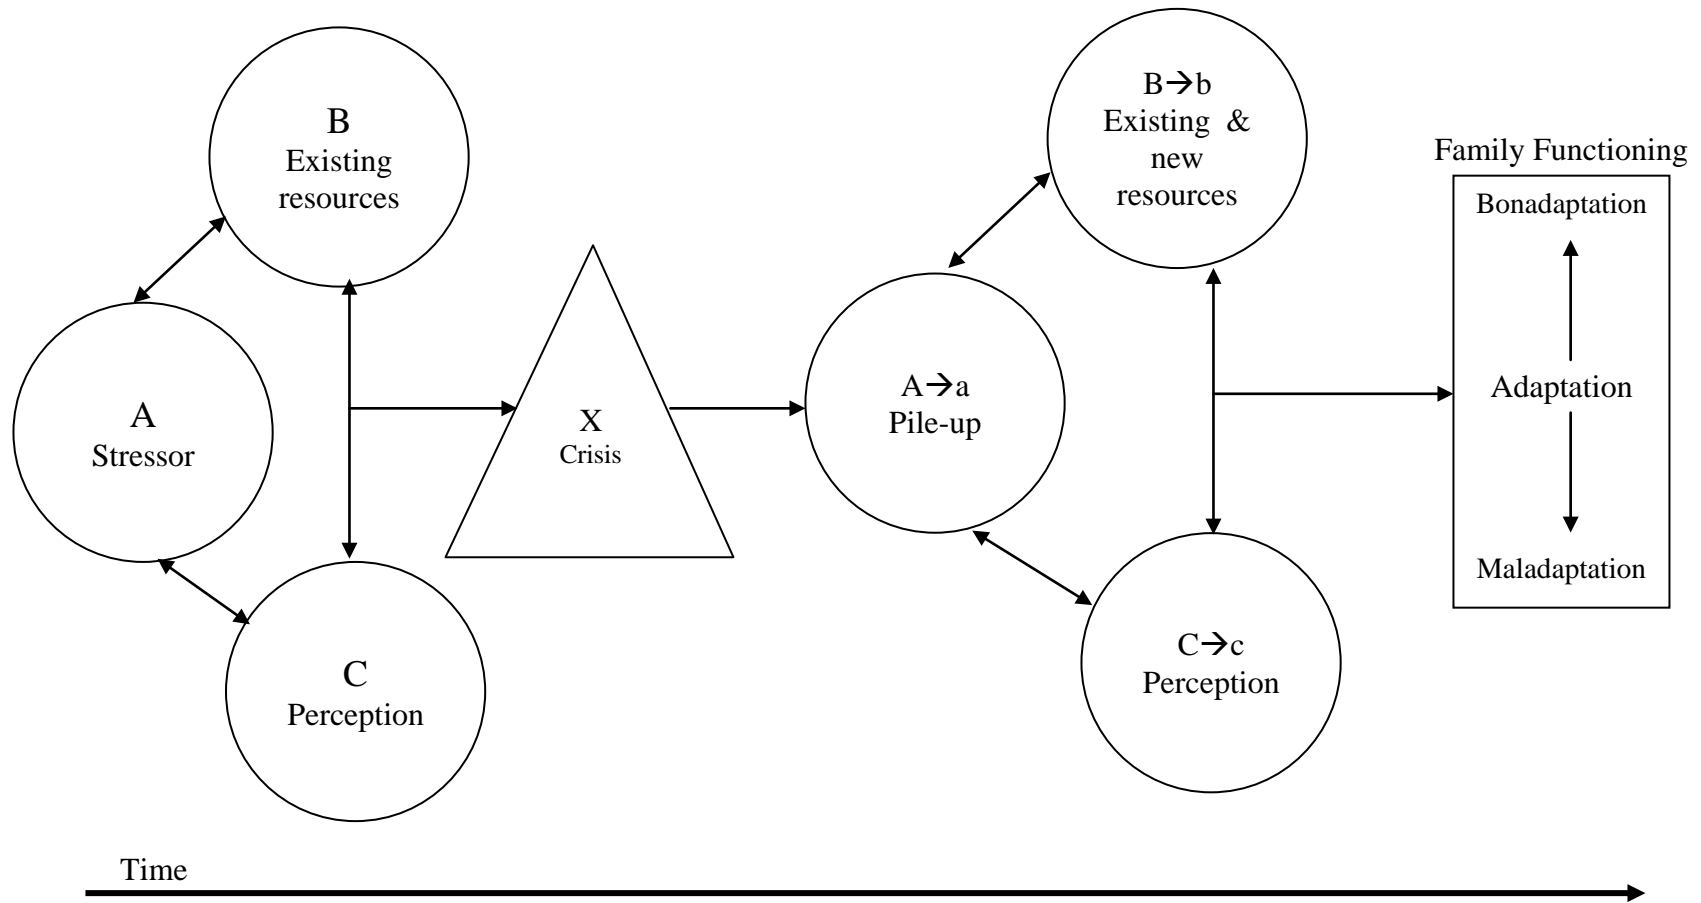 B
Existing
resources
A
Stressor
C
Perception
X
Crisis
B→b
Existing &
new
resources
A→a
Pile-up
C→c
Perception
Family Functioning
Bonadaptation
Adaptation
Maladaptation
Time